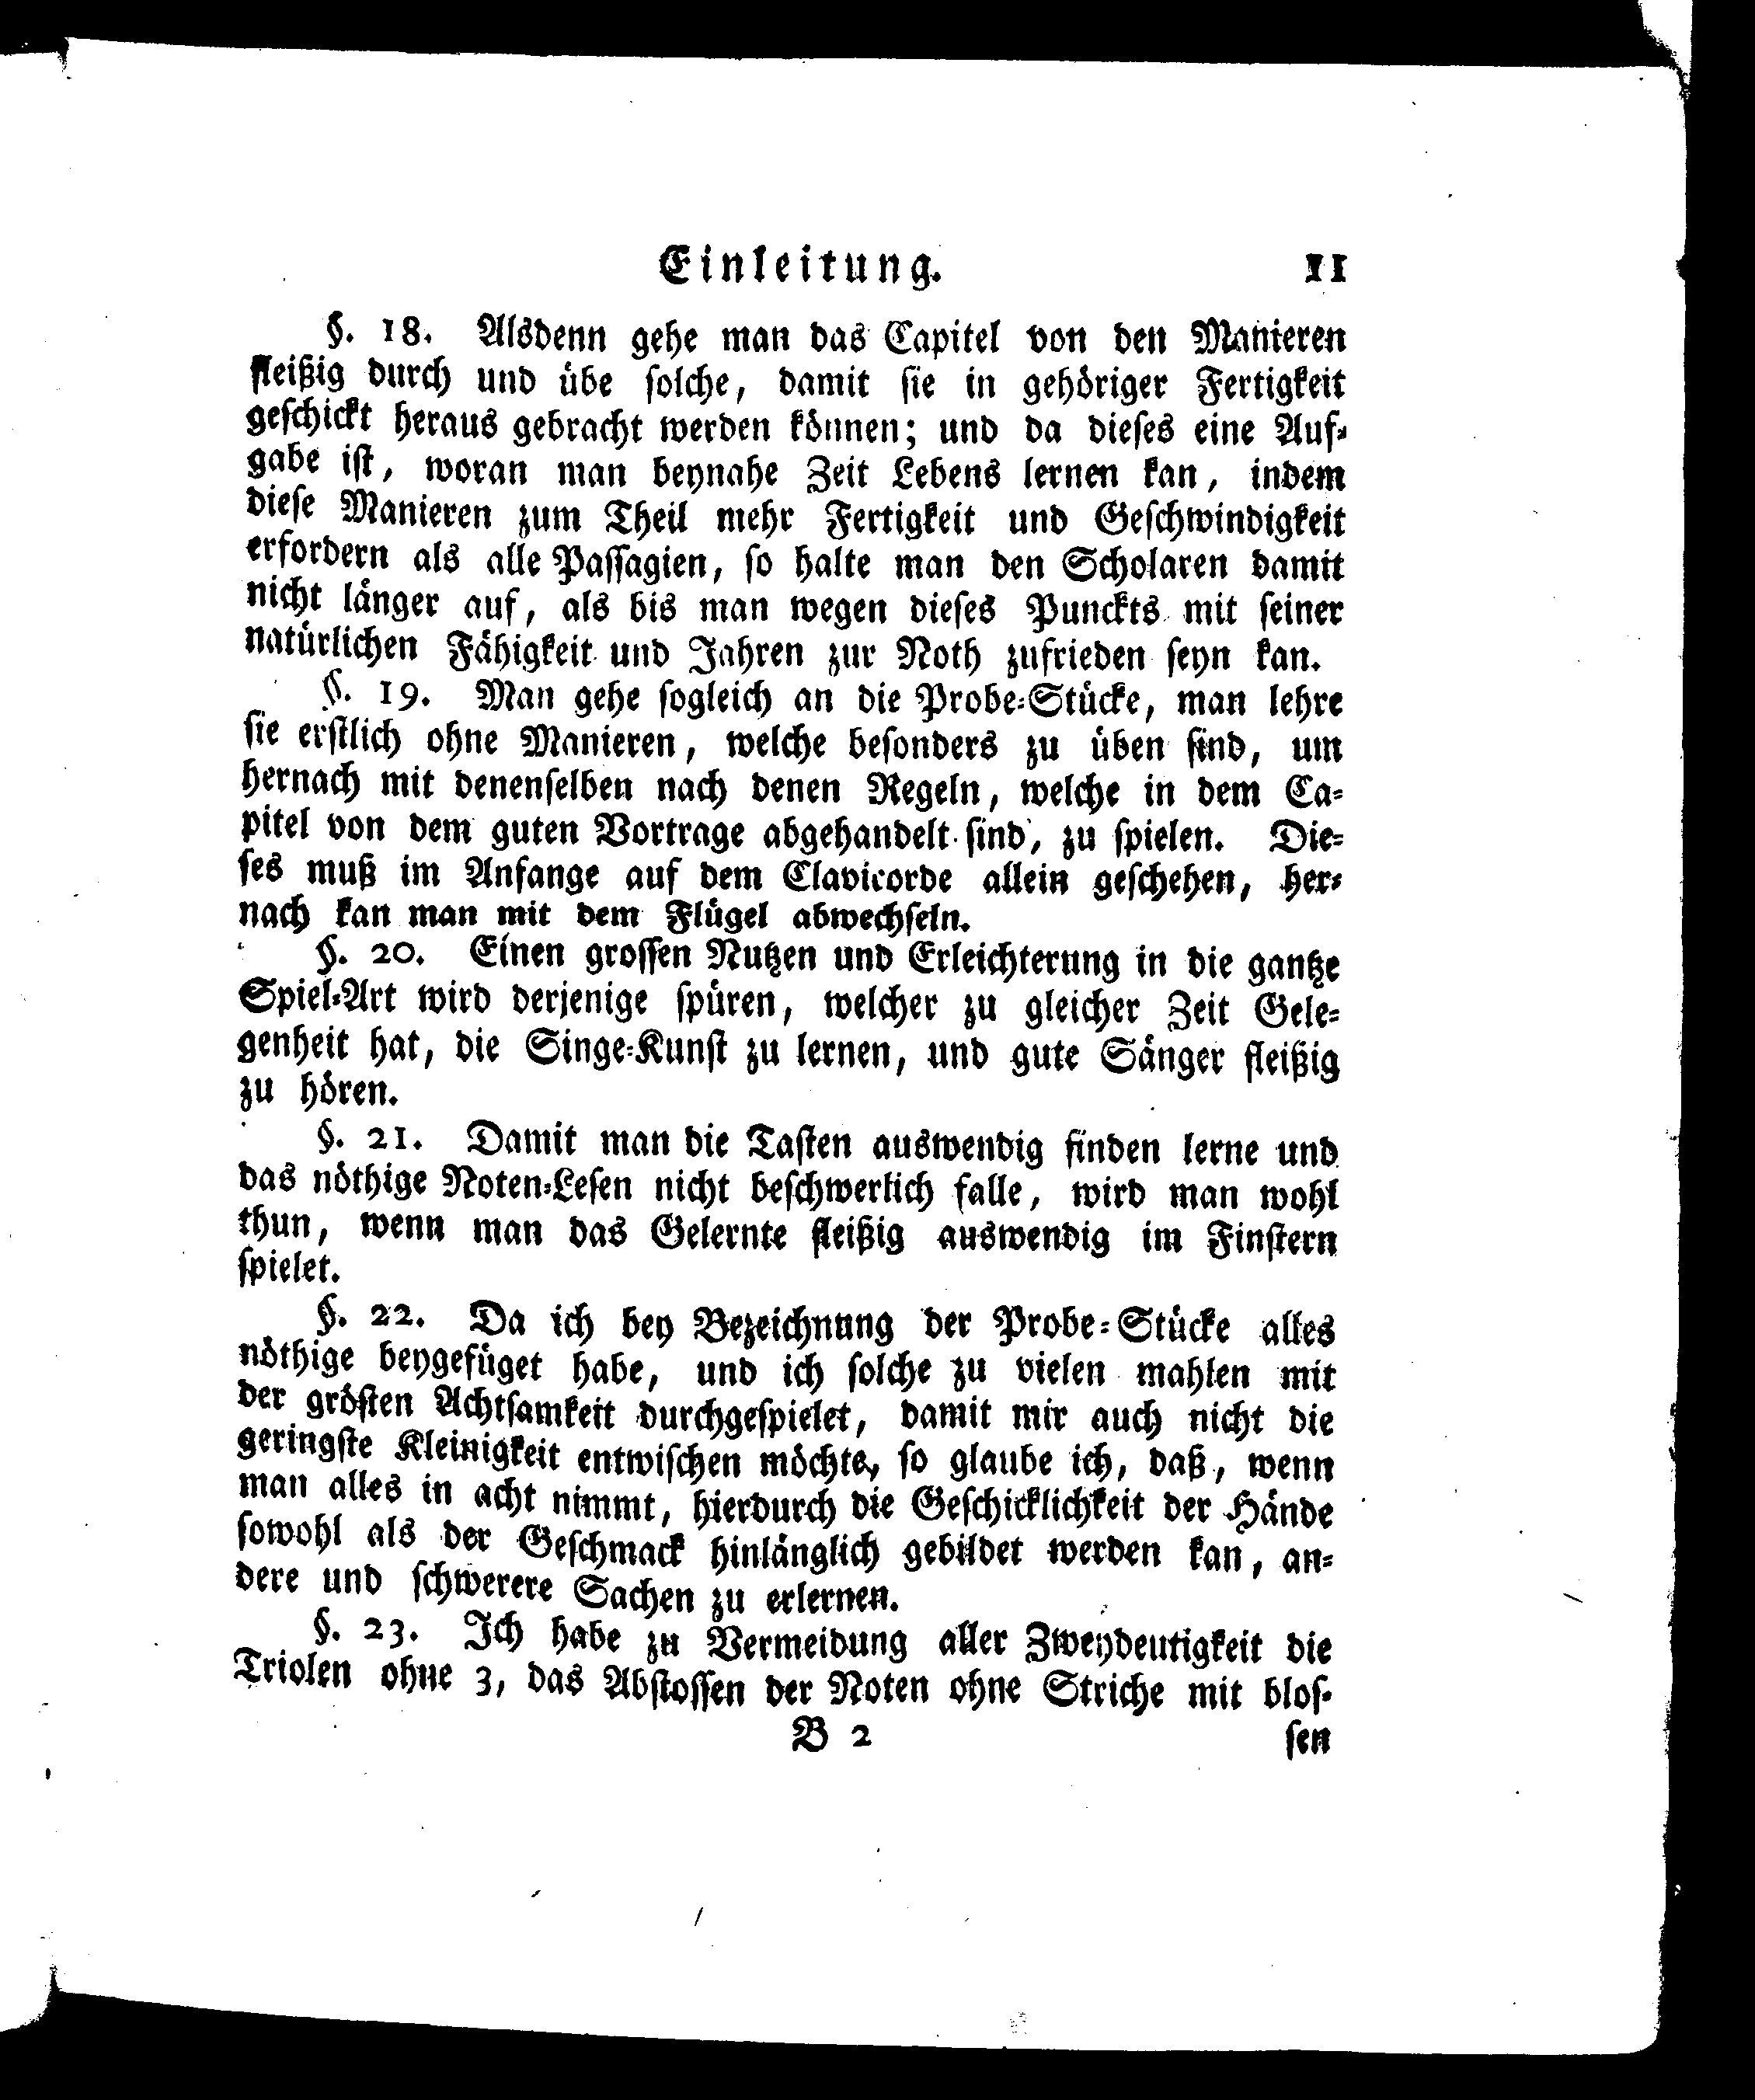 Einleitung. 11
§. 18. Alsdenn gehe man das Capitel von den Manieren
fleißig durch und übe solche, damit sie in gehöriger Fertigkeit
geschickt heraus gebracht werden können; und da dieses eine Auf-
gabe ist, woran man beynahe Zeit Lebens lernen kan, indem
diese Manieren zum Theil mehr Fertigkeit und Geschwindigkeit
erfordern als alle Passagien, so halte man den Scholaren damit
nicht länger auf, als bis man wegen dieses Punckts mit seiner
natürlichen Fähigkeit und Jahren zur Noth zufrieden seyn kan.
§. 19. Man gehe sogleich an die Probe-Stücke, man lehre
sie erstlich ohne Manieren, welche besonders zu üben sind, um
hernach mit denenselben nach denen Regeln, welche in dem Ca-
pitel von dem guten Vortrage abgehandelt sind, zu spielen. Die-
ses muß im Anfange auf dem Clavicorde allein geschehen, her-
nach kan man mit dem Flügel abwechseln.
§. 20. Einen grossen Nutzen und Erleichterung in die gantze
Spiel-Art wird derjenige spüren, welcher zu gleicher Zeit Gele-
genheit hat, die Singe-Kunst zu lernen, und gute Sänger fleißig
zu hören.
§. 21. Damit man die Tasten auswendig finden lerne und
das nöthige Noten-Lesen nicht beschwerlich falle, wird man wohl
thun, wenn man das Gelernte fleißig auswendig im Finstern
spielet.
§. 22. Da ich bey Bezeichnung der Probe-Stücke alles
nöthige beygefüget habe, und ich solche zu vielen mahlen mit
der grösten Achtsamkeit durchgespielet, damit mir auch nicht die
geringste Kleinigkeit entwischen möchte, so glaube ich, daß, wenn
man alles in acht nimmt, hierdurch die Geschicklichkeit der Hände
sowohl als der Geschmack hinlänglich gebildet werden kan, an-
dere und schwerere Sachen zu erlernen.
§. 23. Ich habe zu Vermeidung aller Zweydeutigkeit die
Triolen ohne 3, das Abstossen der Noten ohne Striche mit blos-
B 2 sen